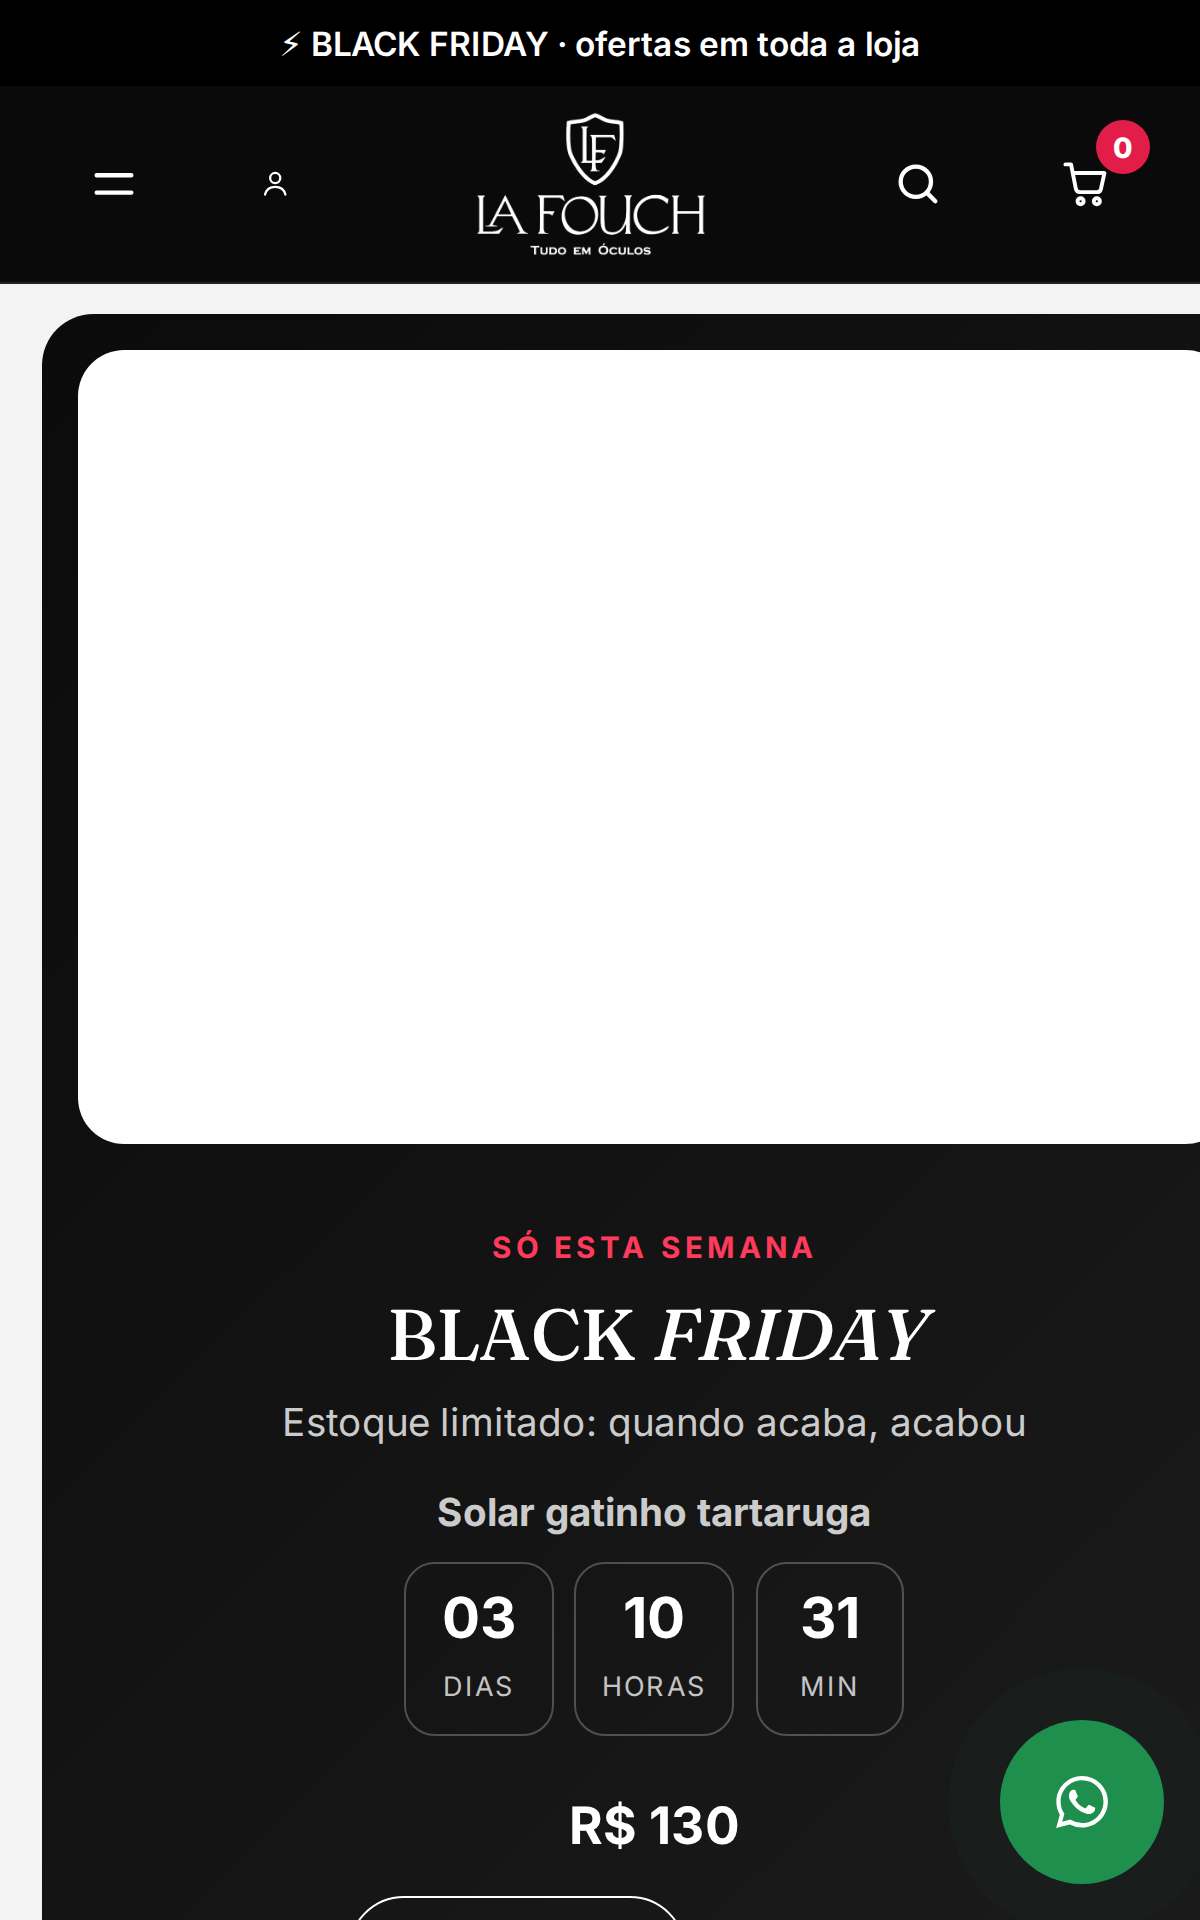 ⚡ BLACK FRIDAY · ofertas em toda a loja
0
LF
LA FOUCH
TUDO EM ÓCULOS
SÓ ESTA SEMANA
BLACK FRIDAY
Estoque limitado: quando acaba, acabou
Solar gatinho tartaruga
03 10 31
DIAS HORAS MIN
R$ 130